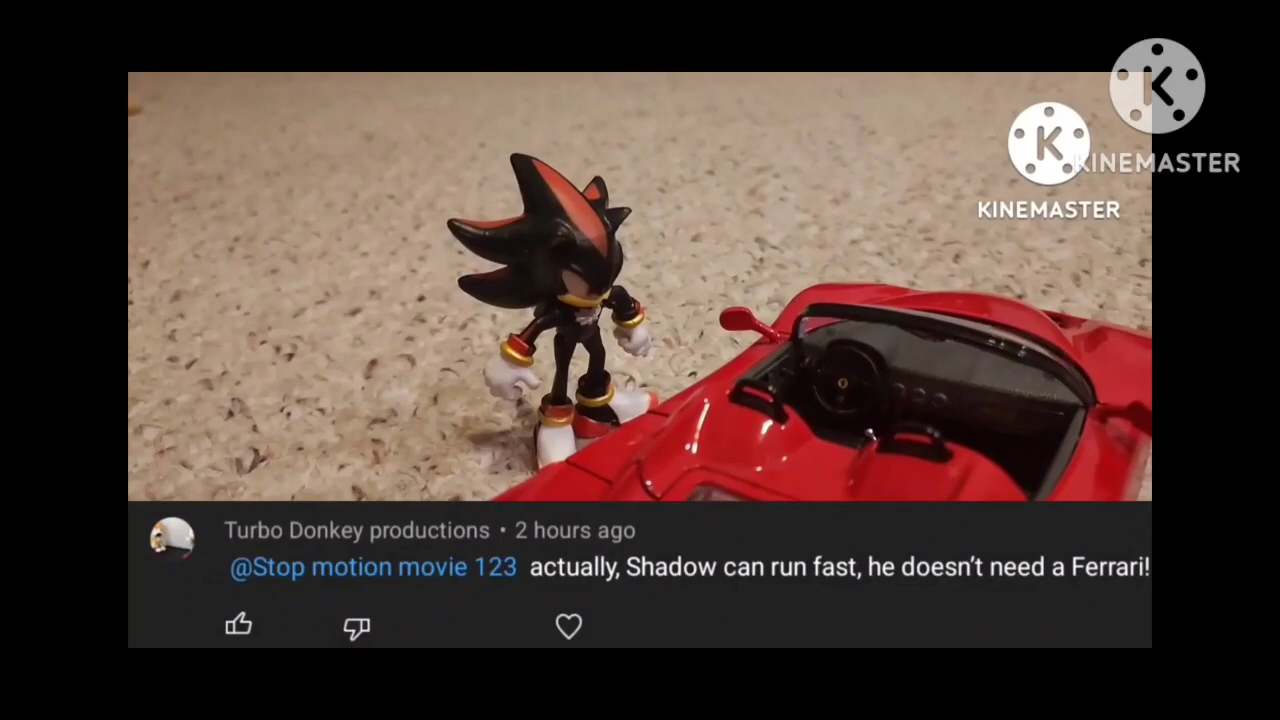 KINEMASTER
KINEMASTER
Turbo Donkey productions • 2 hours ago
@Stop motion movie 123 actually, Shadow can run fast, he doesn’t need a Ferrari!